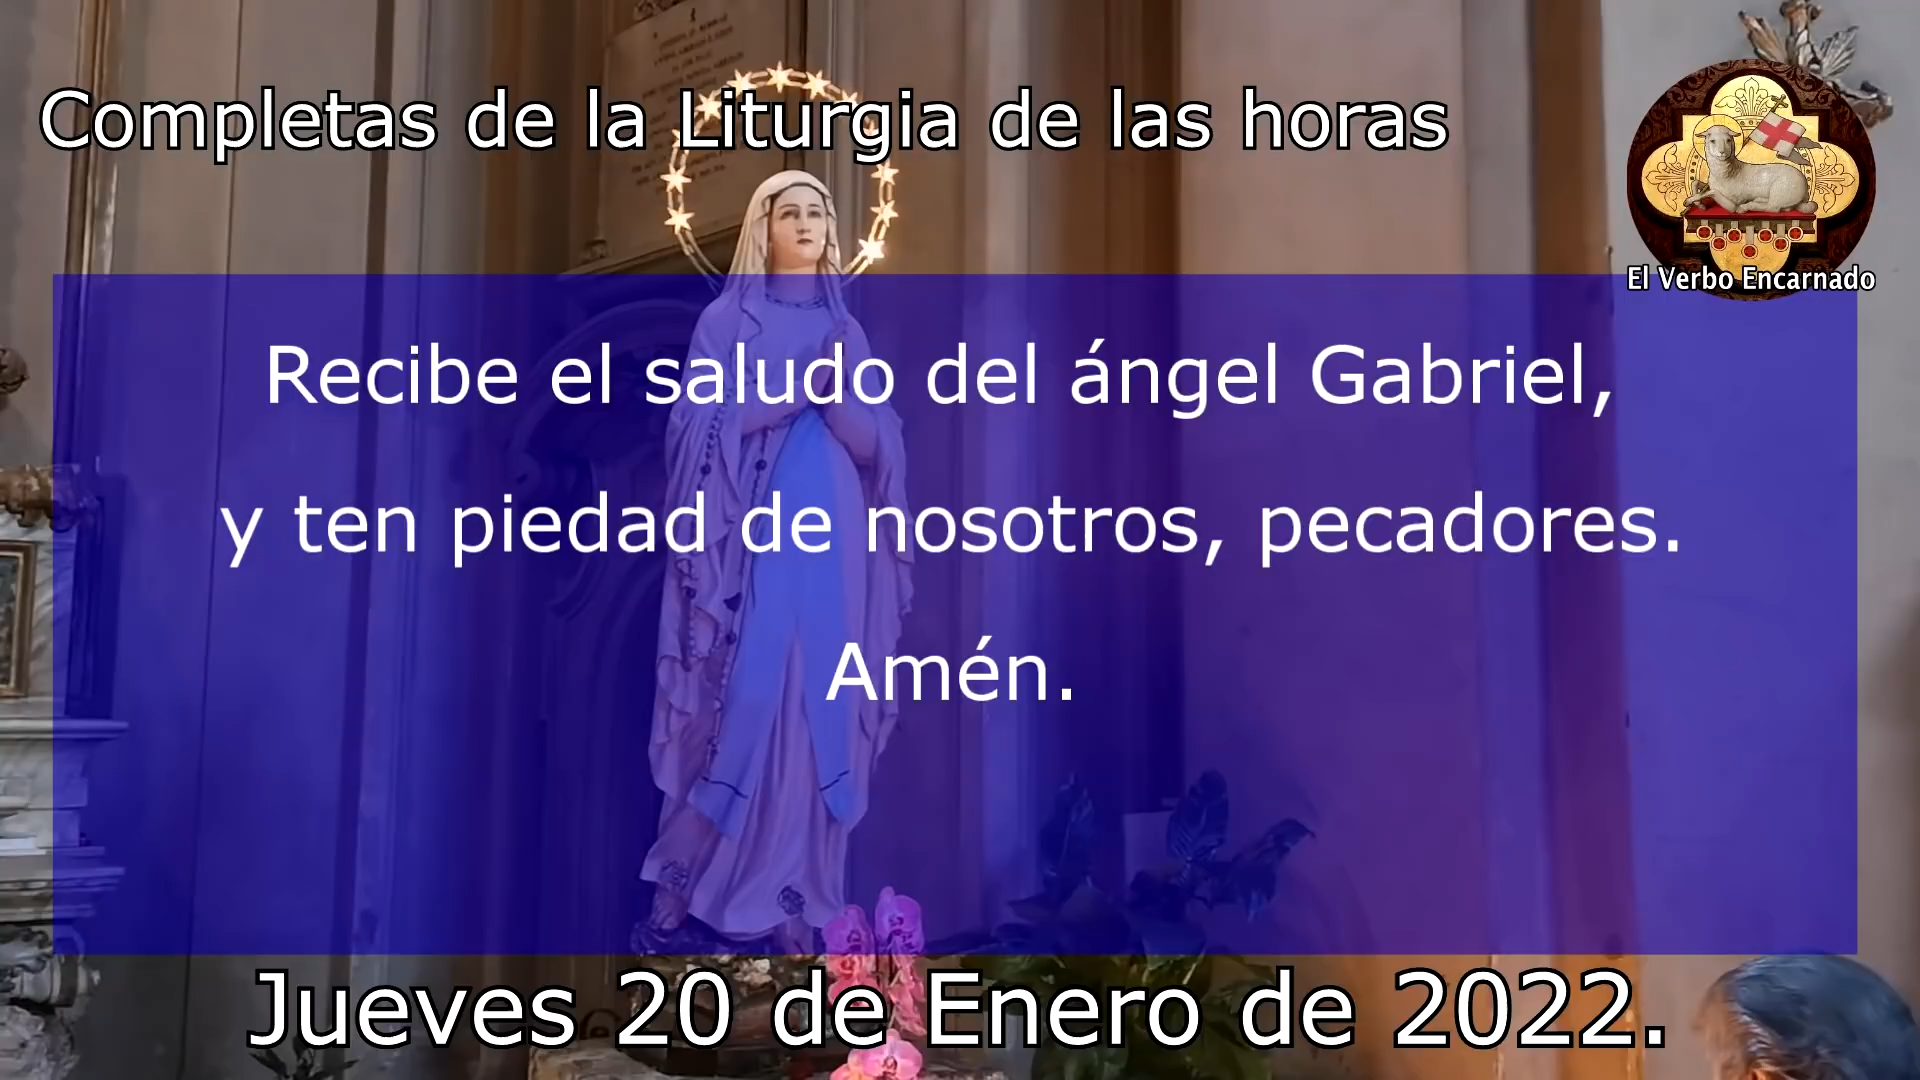 Completas de la Liturgia de las horas
El Verbo Encarnado
Recibe el saludo del ángel Gabriel,
y ten piedad de nosotros, pecadores.
Amén.
Jueves 20 de Enero de 2022.